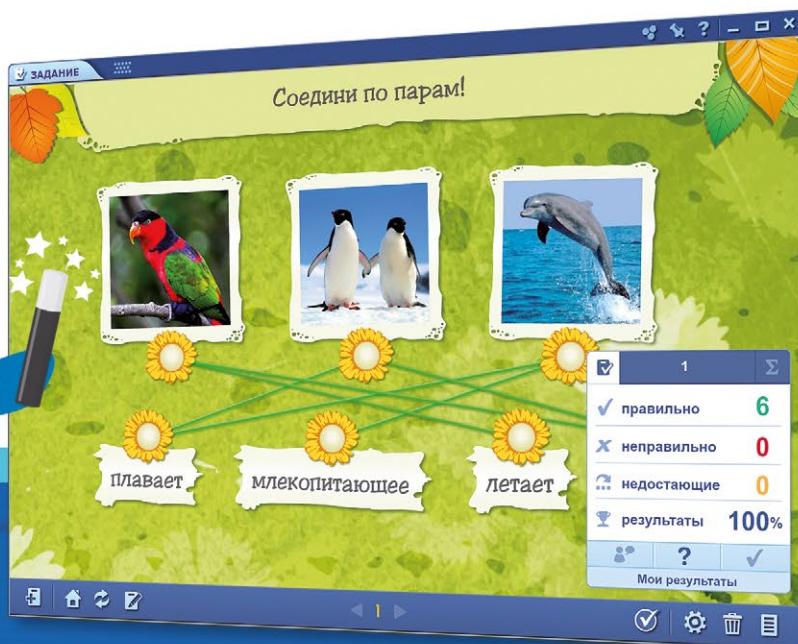 ЗАДАНИЕ
Соедини по парам!
плавает
млекопитающее
летает
1 Σ
правильно 6
неправильно 0
недостающие 0
результаты 100%
?
Мои результаты
1